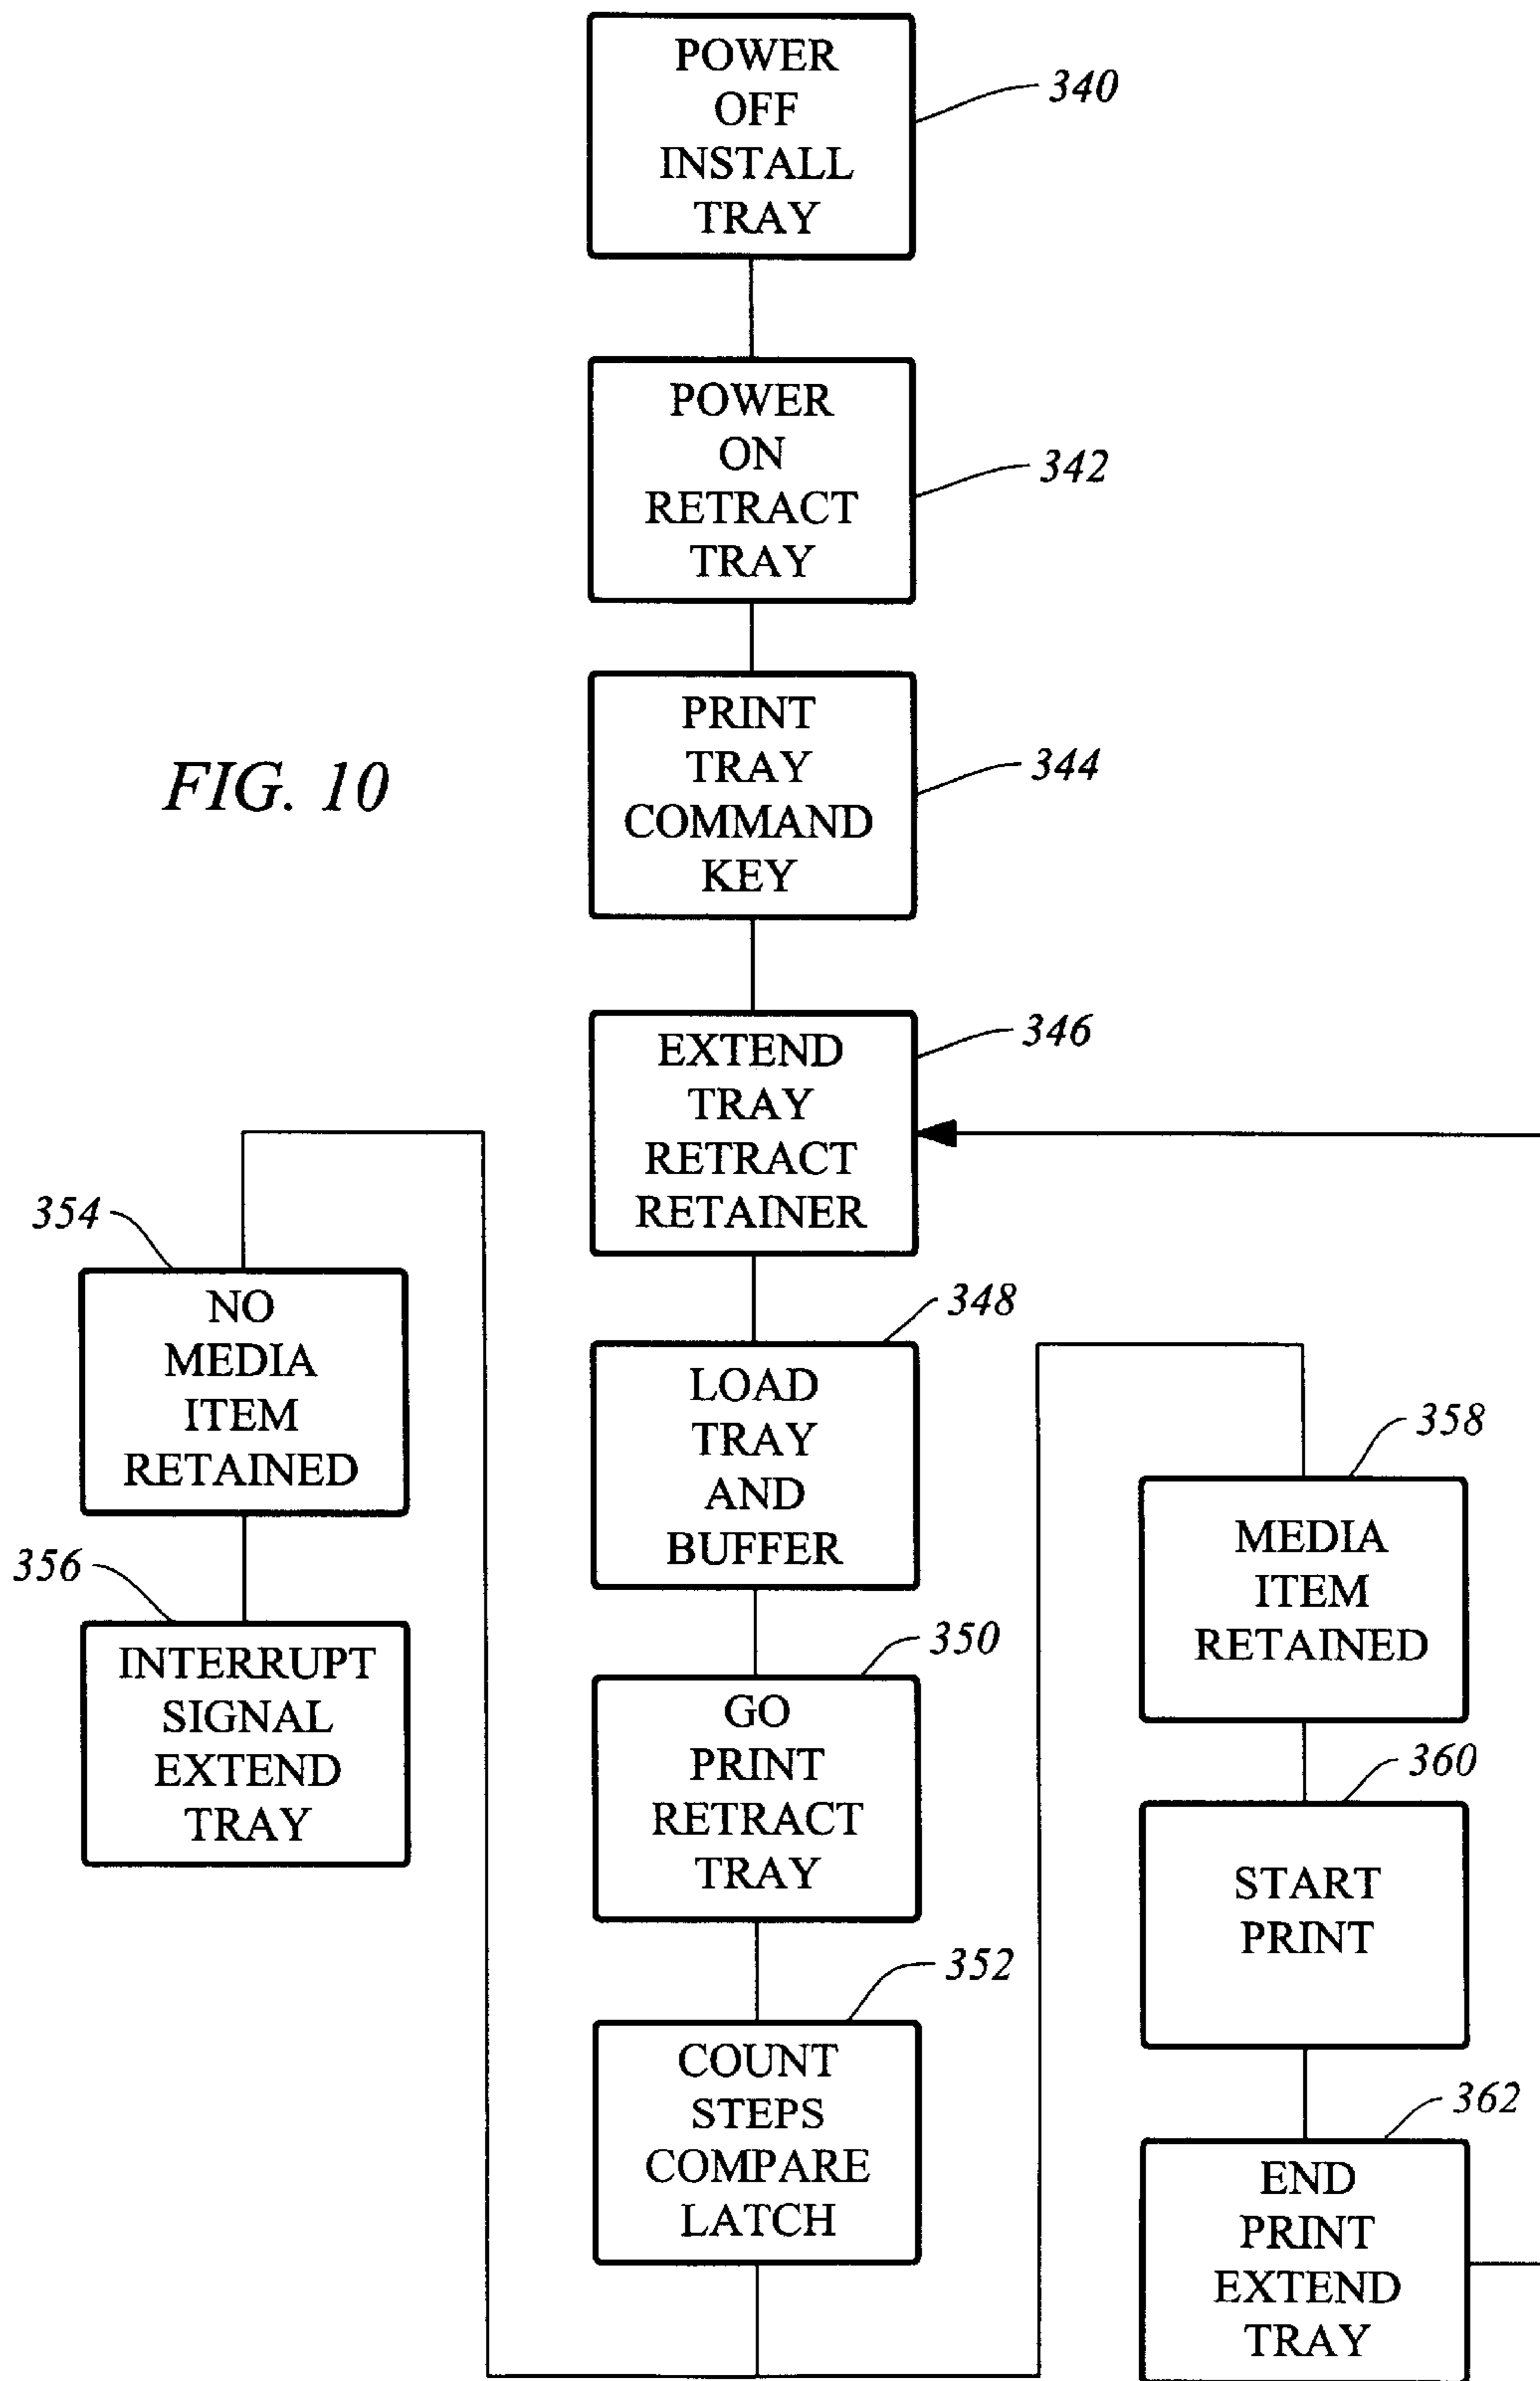 POWER
OFF
INSTALL
TRAY
340
POWER
ON
RETRACT
TRAY
342
PRINT
TRAY
COMMAND
KEY
344
FIG. 10
EXTEND
TRAY
RETRACT
RETAINER
346
354
NO
MEDIA
ITEM
RETAINED
348
LOAD
TRAY
AND
BUFFER
358
MEDIA
ITEM
RETAINED
356
INTERRUPT
SIGNAL
EXTEND
TRAY
350
GO
PRINT
RETRACT
TRAY
360
START
PRINT
352
COUNT
STEPS
COMPARE
LATCH
362
END
PRINT
EXTEND
TRAY